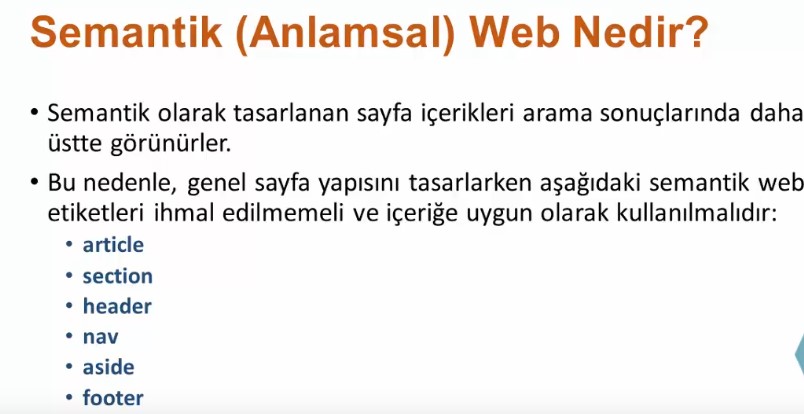 Semantik (Anlamsal) Web Nedir?
• Semantik olarak tasarlanan sayfa içerikleri arama sonuçlarında daha
üstte görünürler.
• Bu nedenle, genel sayfa yapısını tasarlarken aşağıdaki semantik web
etiketleri ihmal edilmemeli ve içeriğe uygun olarak kullanılmalıdır:
• article
• section
• header
• nav
• aside
• footer